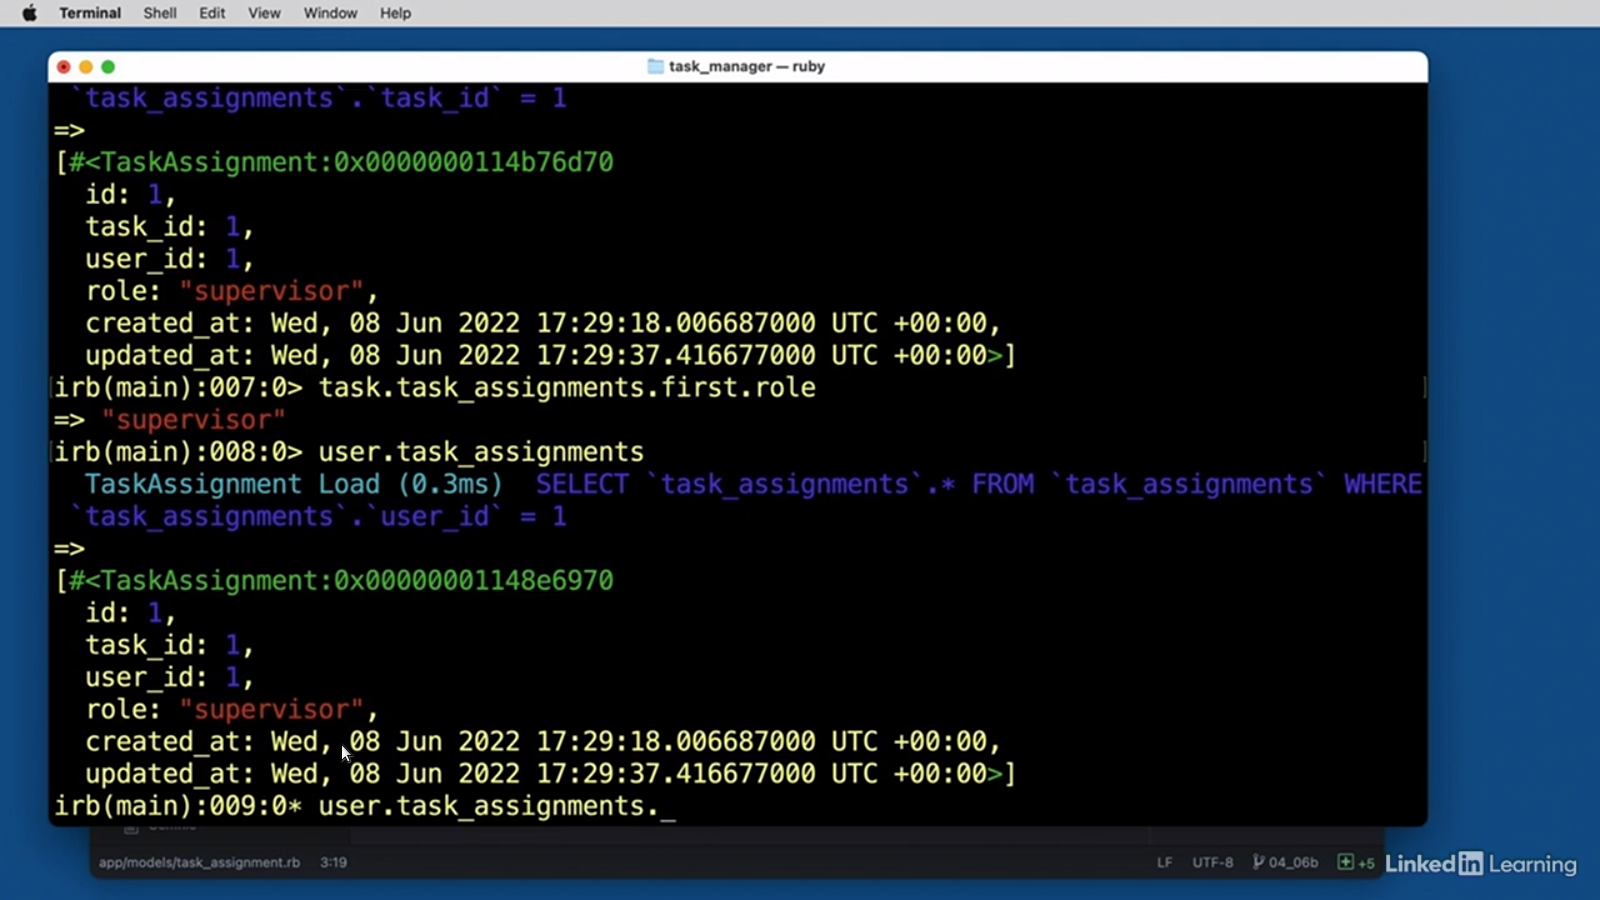 Terminal Shell Edit View Window Help
task_manager — ruby
`task_assignments`.`task_id` = 1
=>
[#<TaskAssignment:0x0000000114b76d70
id: 1,
task_id: 1,
user_id: 1,
role: "supervisor",
created_at: Wed, 08 Jun 2022 17:29:18.006687000 UTC +00:00,
updated_at: Wed, 08 Jun 2022 17:29:37.416677000 UTC +00:00>]
irb(main):007:0> task.task_assignments.first.role
=> "supervisor"
irb(main):008:0> user.task_assignments
TaskAssignment Load (0.3ms) SELECT `task_assignments`.* FROM `task_assignments` WHERE
`task_assignments`.`user_id` = 1
=>
[#<TaskAssignment:0x00000001148e6970
id: 1,
task_id: 1,
user_id: 1,
role: "supervisor",
created_at: Wed, 08 Jun 2022 17:29:18.006687000 UTC +00:00,
updated_at: Wed, 08 Jun 2022 17:29:37.416677000 UTC +00:00>]
irb(main):009:0* user.task_assignments._
app/models/task_assignment.rb 3:19 LF UTF-8 04_06b +5
LinkedIn Learning